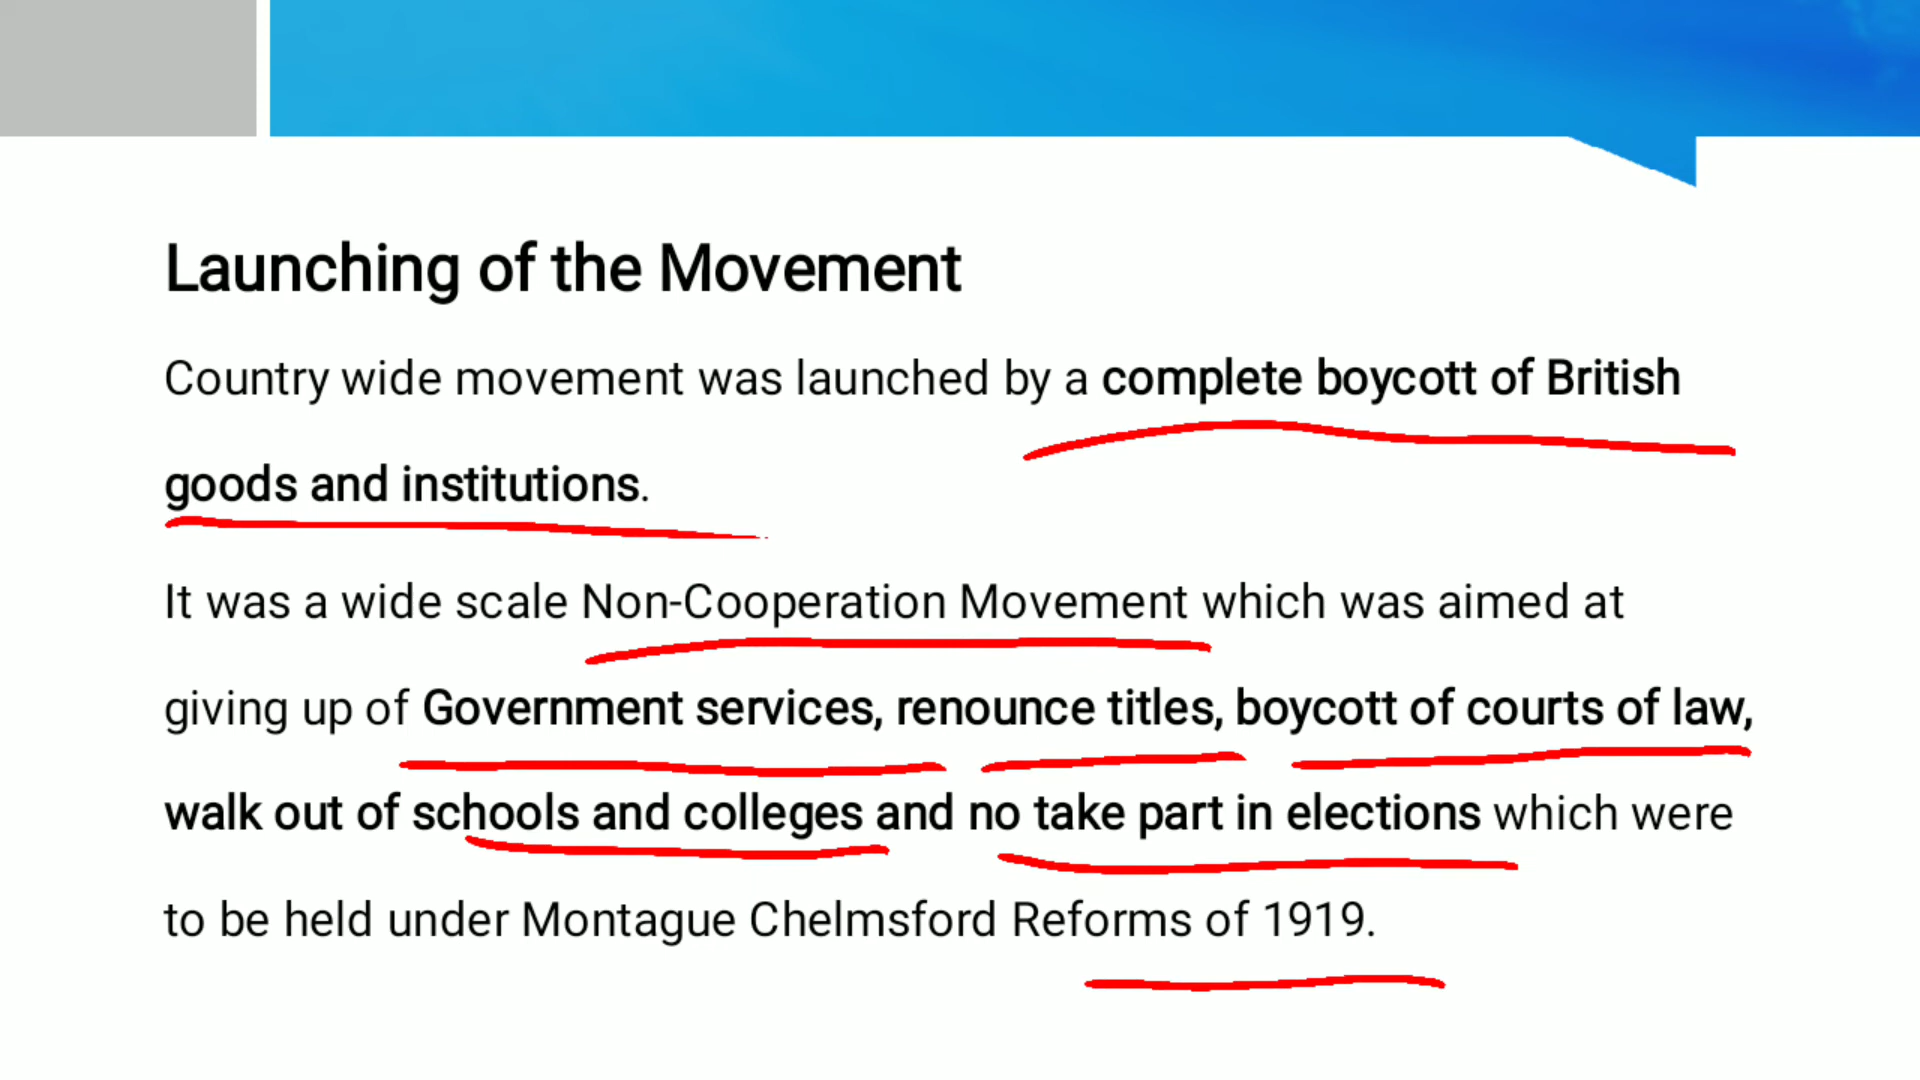 Launching of the Movement
Country wide movement was launched by a complete boycott of British
goods and institutions.
It was a wide scale Non-Cooperation Movement which was aimed at
giving up of Government services, renounce titles, boycott of courts of law,
walk out of schools and colleges and no take part in elections which were
to be held under Montague Chelmsford Reforms of 1919.